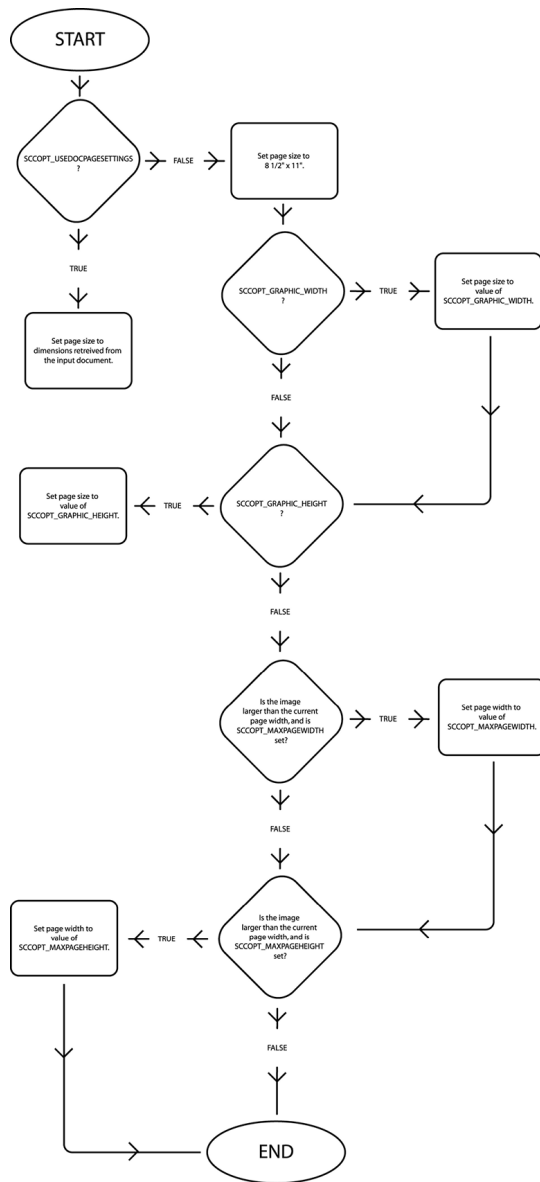 START
SCCOPT_USEDOCPAGESETTINGS
?
FALSE
Set page size to
8 1/2" x 11".
TRUE
SCCOPT_GRAPHIC_WIDTH
?
TRUE
Set page size to
value of
SCCOPT_GRAPHIC_WIDTH.
Set page size to
dimensions retreived from
the input document.
FALSE
SCCOPT_GRAPHIC_HEIGHT
?
TRUE
Set page size to
value of
SCCOPT_GRAPHIC_HEIGHT.
FALSE
Is the image
larger than the current
page width, and is
SCCOPT_MAXPAGEWIDTH
set?
TRUE
Set page width to
value of
SCCOPT_MAXPAGEWIDTH.
FALSE
Is the image
larger than the current
page width, and is
SCCOPT_MAXPAGEHEIGHT
set?
TRUE
Set page width to
value of
SCCOPT_MAXPAGEHEIGHT.
FALSE
END